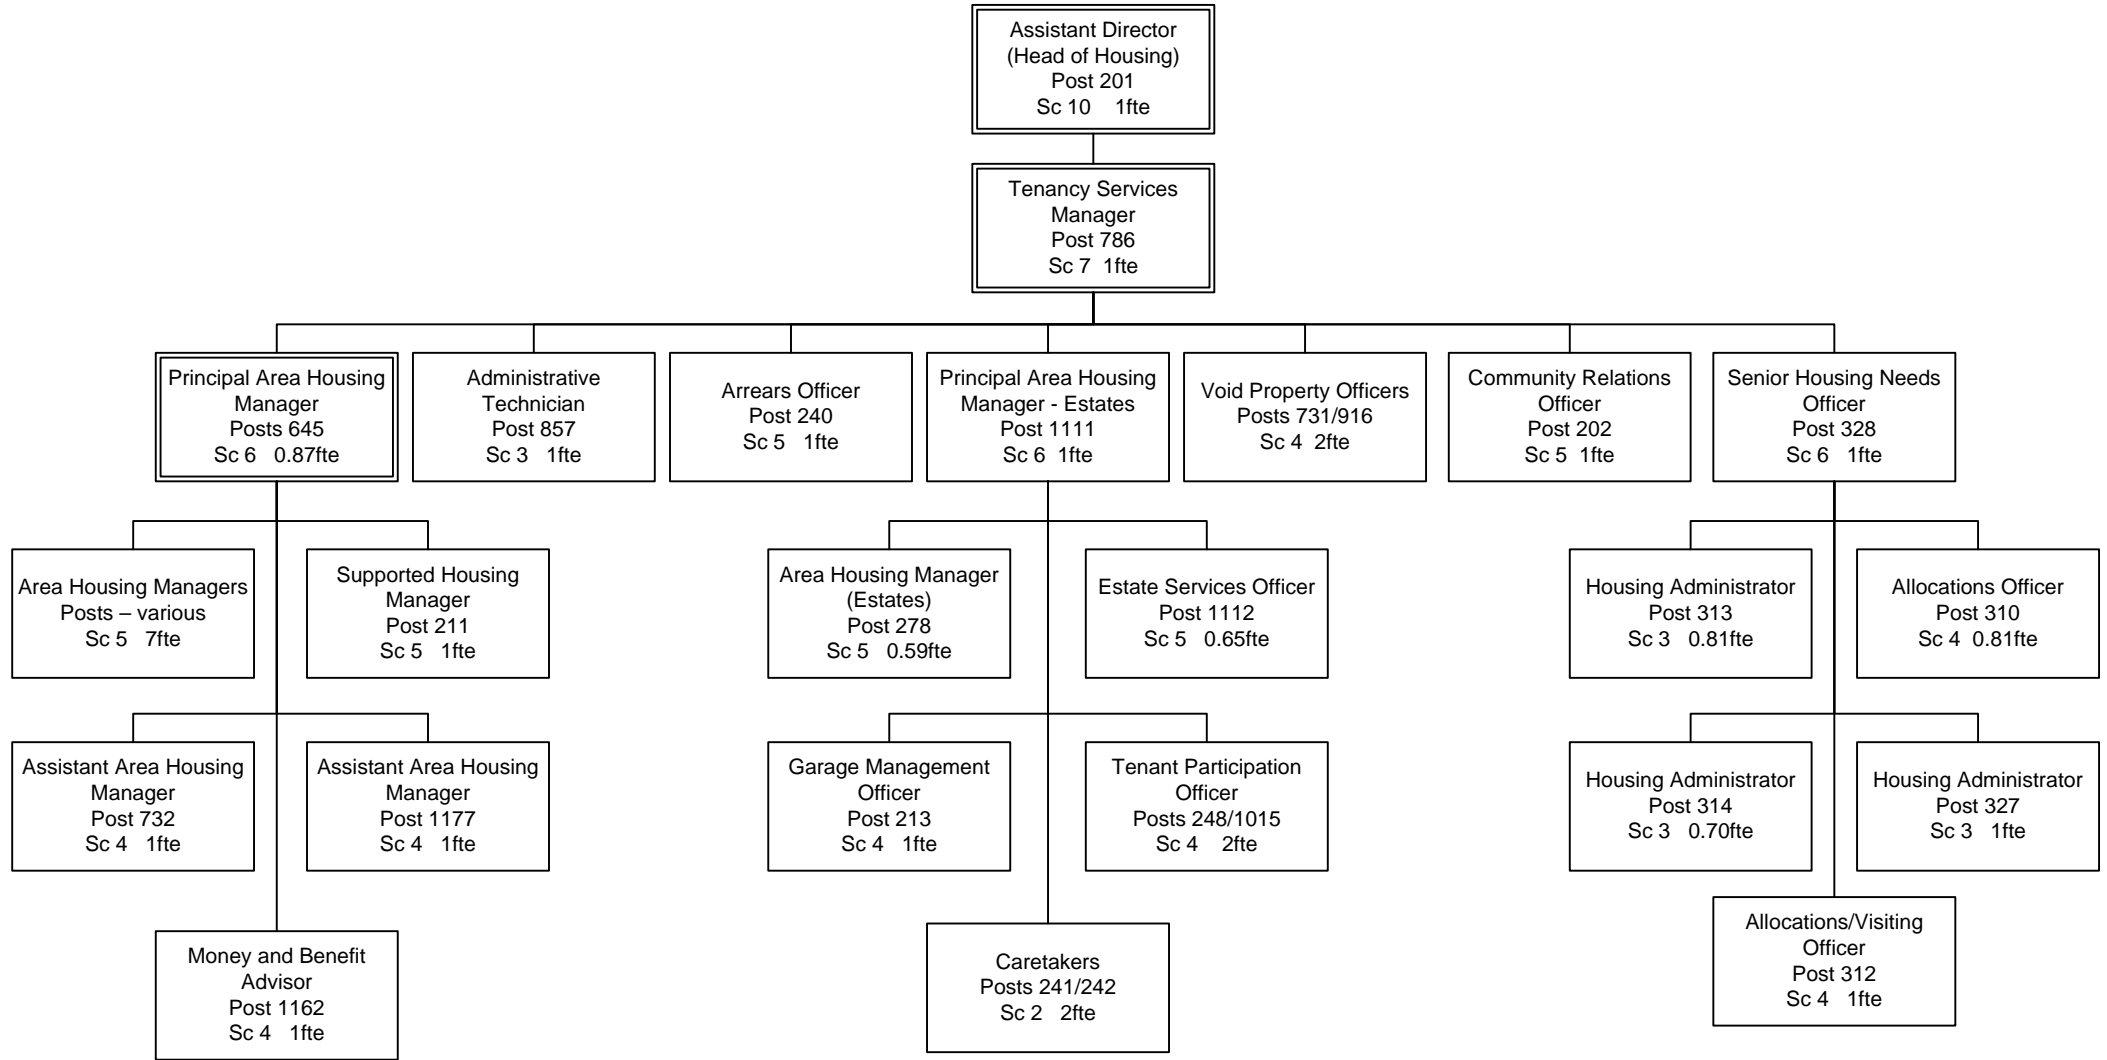 Assistant Director
(Head of Housing)
Post 201
Sc 10 1fte
Tenancy Services
Manager
Post 786
Sc 7 1fte
Principal Area Housing
Manager
Posts 645
Sc 6 0.87fte
Administrative
Technician
Post 857
Sc 3 1fte
Arrears Officer
Post 240
Sc 5 1fte
Principal Area Housing
Manager - Estates
Post 1111
Sc 6 1fte
Void Property Officers
Posts 731/916
Sc 4 2fte
Community Relations
Officer
Post 202
Sc 5 1fte
Senior Housing Needs
Officer
Post 328
Sc 6 1fte
Area Housing Managers
Posts – various
Sc 5 7fte
Supported Housing
Manager
Post 211
Sc 5 1fte
Area Housing Manager
(Estates)
Post 278
Sc 5 0.59fte
Estate Services Officer
Post 1112
Sc 5 0.65fte
Housing Administrator
Post 313
Sc 3 0.81fte
Allocations Officer
Post 310
Sc 4 0.81fte
Assistant Area Housing
Manager
Post 732
Sc 4 1fte
Assistant Area Housing
Manager
Post 1177
Sc 4 1fte
Garage Management
Officer
Post 213
Sc 4 1fte
Tenant Participation
Officer
Posts 248/1015
Sc 4 2fte
Housing Administrator
Post 314
Sc 3 0.70fte
Housing Administrator
Post 327
Sc 3 1fte
Money and Benefit
Advisor
Post 1162
Sc 4 1fte
Caretakers
Posts 241/242
Sc 2 2fte
Allocations/Visiting
Officer
Post 312
Sc 4 1fte